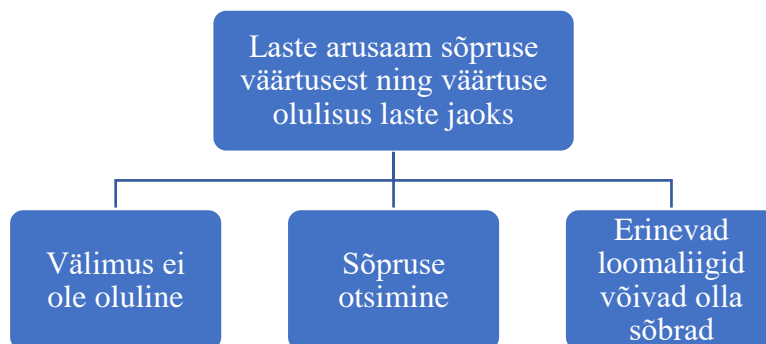 Laste arusaam sõpruse
väärtusest ning väärtuse
olulisus laste jaoks
Välimus ei
ole oluline
Sõpruse
otsimine
Erinevad
loomaliigid
võivad olla
sõbrad